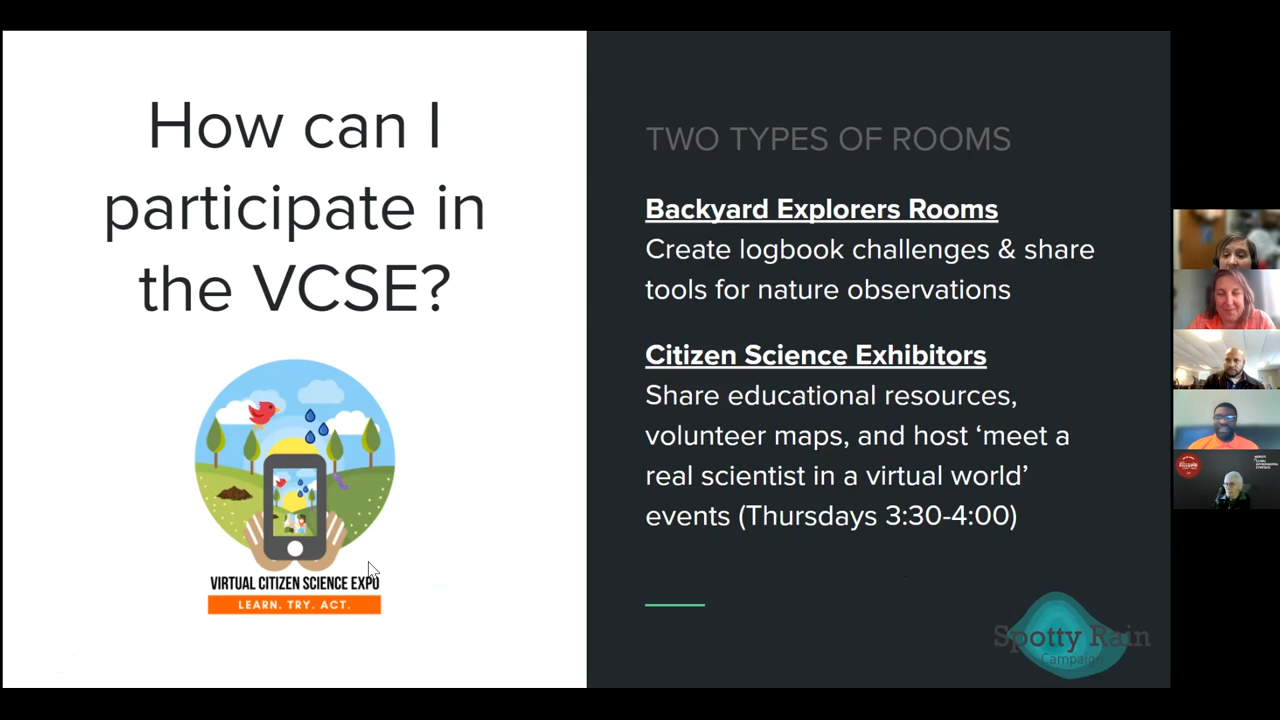 How can I
participate in
the VCSE?
VIRTUAL CITIZEN SCIENCE EXPO
LEARN. TRY. ACT.
TWO TYPES OF ROOMS
Backyard Explorers Rooms
Create logbook challenges & share
tools for nature observations
Citizen Science Exhibitors
Share educational resources,
volunteer maps, and host ‘meet a
real scientist in a virtual world’
events (Thursdays 3:30-4:00)
Spotty Rain
Campaign